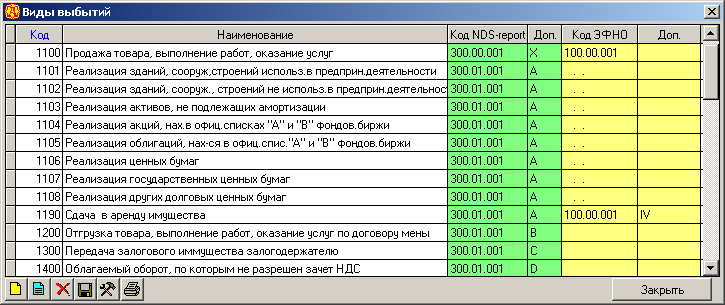 Виды выбытий
Код Наименование Код NDS-report Доп. Код ЭФНО Доп.
1100 Продажа товара, выполнение работ, оказание услуг 300.00.001 X 100.00.001
1101 Реализация зданий, сооруж,строений использ.в предприн.деятельности 300.01.001 A . .
1102 Реализация зданий, сооруж., строений не использ.в предприн.деятельнос 300.01.001 A . .
1103 Реализация активов, не подлежащих амортизации 300.01.001 A . .
1104 Реализация акций, нах.в офиц.списках "А" и "В" фондов.биржи 300.01.001 A . .
1105 Реализация облигаций, нах-ся в офиц.спис."А" и "В" фондов.биржи 300.01.001 A . .
1106 Реализация ценных бумаг 300.01.001 A . .
1107 Реализация государственных ценных бумаг 300.01.001 A . .
1108 Реализация других долговых ценных бумаг 300.01.001 A . .
1190 Сдача в аренду имущества 300.01.001 A 100.00.001 IV
1200 Отгрузка товара, выполнение работ, оказание услуг по договору мены 300.01.001 B . .
1300 Передача залогового иммущества залогодержателю 300.01.001 C . .
1400 Облагаемый оборот, по которым не разрешен зачет НДС 300.01.001 D . .
Закрыть